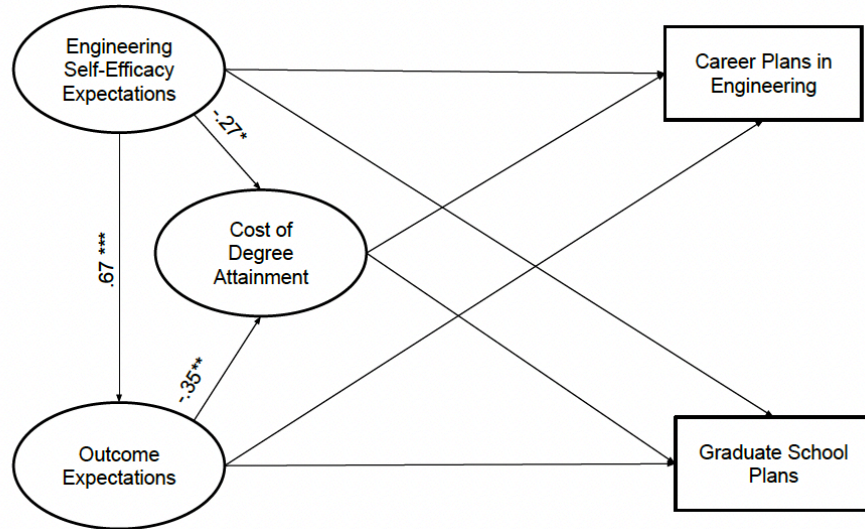 Engineering
Self-Efficacy
Expectations
Career Plans in
Engineering
-.27*
Cost of
Degree
Attainment
.67 ***
-.35**
Outcome
Expectations
Graduate School
Plans